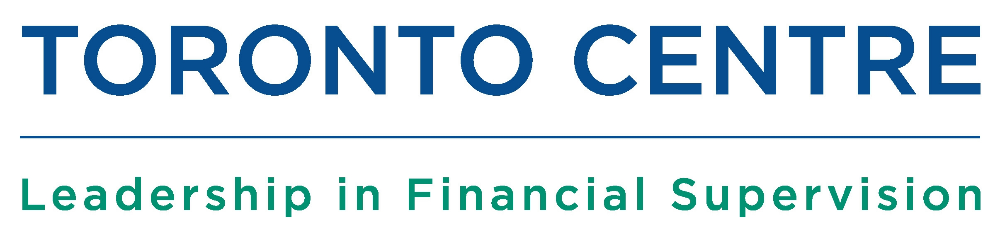 TORONTO CENTRE
Leadership in Financial Supervision